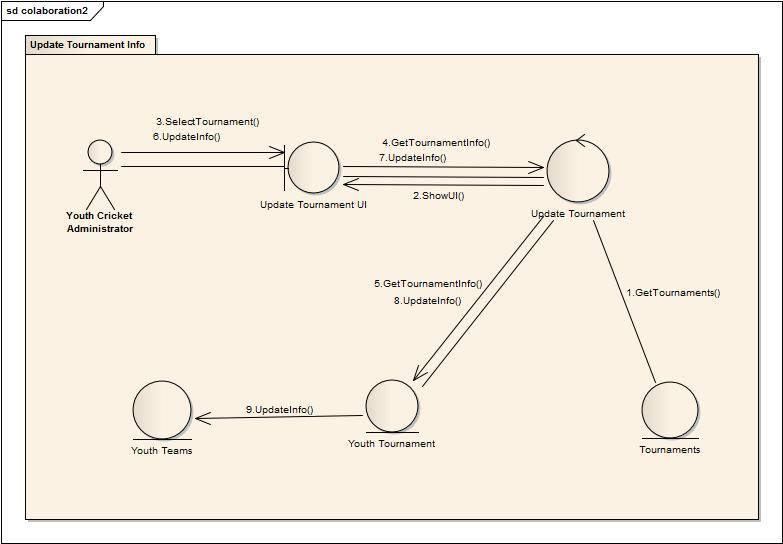 sd colaboration2
Update Tournament Info
3.SelectTournament()
6.UpdateInfo()
4.GetTournamentInfo()
7.UpdateInfo()
2.ShowUI()
Youth Cricket
Administrator
Update Tournament UI
Update Tournament
5.GetTournamentInfo()
8.UpdateInfo()
1.GetTournaments()
9.UpdateInfo()
Youth Teams
Youth Tournament
Tournaments